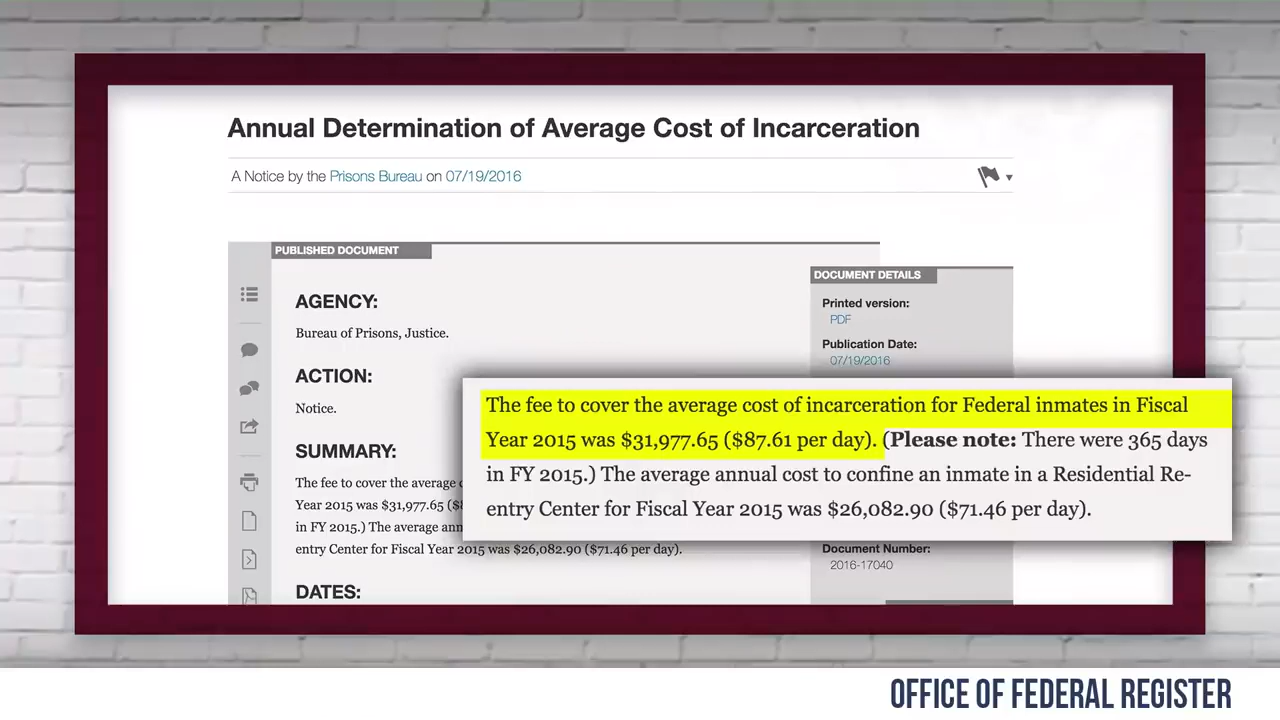 Annual Determination of Average Cost of Incarceration
A Notice by the Prisons Bureau on 07/19/2016
PUBLISHED DOCUMENT
AGENCY:
Bureau of Prisons, Justice.
ACTION:
Notice.
SUMMARY:
The fee to cover the average
Year 2015 was $31,977.65
in FY 2015.) The average
entry Center for Fiscal Year 2015 was $26,082.90 ($71.46 per day).
DATES:
DOCUMENT DETAILS
Printed version:
PDF
Publication Date:
07/19/2016
The fee to cover the average cost of incarceration for Federal inmates in Fiscal
Year 2015 was $31,977.65 ($87.61 per day). (Please note: There were 365 days
in FY 2015.) The average annual cost to confine an inmate in a Residential Re-
entry Center for Fiscal Year 2015 was $26,082.90 ($71.46 per day).
Document Number:
2016-17040
OFFICE OF FEDERAL REGISTER